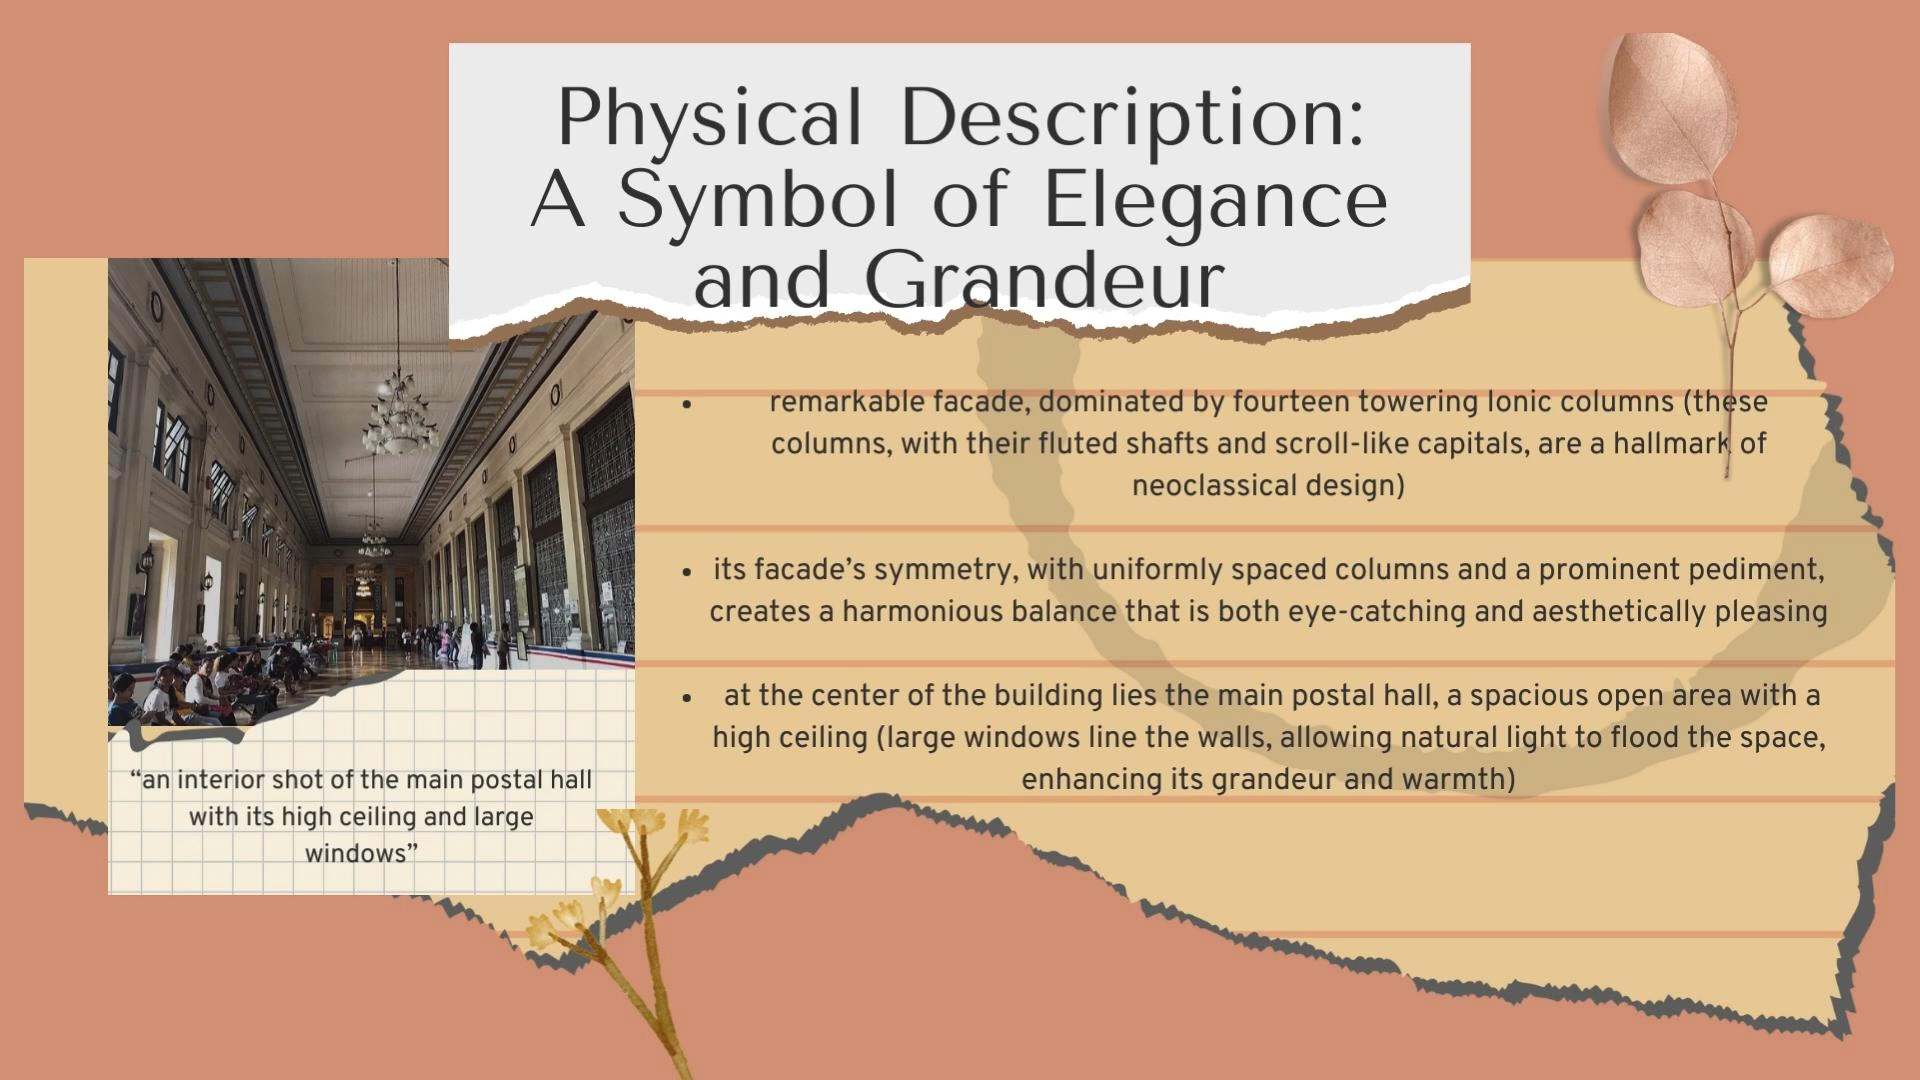 Physical Description:
A Symbol of Elegance
and Grandeur
• remarkable facade, dominated by fourteen towering Ionic columns (these
columns, with their fluted shafts and scroll-like capitals, are a hallmark of
neoclassical design)
• its facade’s symmetry, with uniformly spaced columns and a prominent pediment,
creates a harmonious balance that is both eye-catching and aesthetically pleasing
• at the center of the building lies the main postal hall, a spacious open area with a
high ceiling (large windows line the walls, allowing natural light to flood the space,
enhancing its grandeur and warmth)
“an interior shot of the main postal hall
with its high ceiling and large
windows”